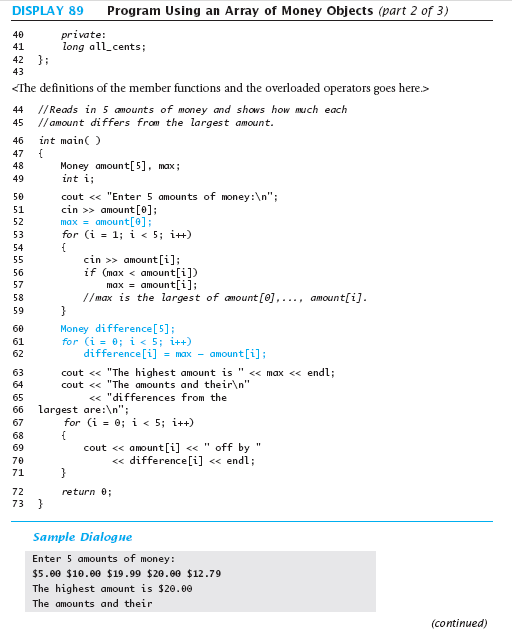 DISPLAY 89 Program Using an Array of Money Objects (part 2 of 3)
40 private:
41 long all_cents;
42 };
43
<The definitions of the member functions and the overloaded operators goes here.>
44 //Reads in 5 amounts of money and shows how much each
45 //amount differs from the largest amount.
46 int main( )
47 {
48 Money amount[5], max;
49 int i;
50 cout << "Enter 5 amounts of money:\n";
51 cin >> amount[0];
52 max = amount[0];
53 for (i = 1; i < 5; i++)
54 {
55 cin >> amount[i];
56 if (max < amount[i])
57 max = amount[i];
58 //max is the largest of amount[0],..., amount[i].
59 }
60 Money difference[5];
61 for (i = 0; i < 5; i++)
62 difference[i] = max – amount[i];
63 cout << "The highest amount is " << max << endl;
64 cout << "The amounts and their\n"
65 << "differences from the
66 largest are:\n";
67 for (i = 0; i < 5; i++)
68 {
69 cout << amount[i] << " off by "
70 << difference[i] << endl;
71 }
72 return 0;
73 }
Sample Dialogue
Enter 5 amounts of money:
$5.00 $10.00 $19.99 $20.00 $12.79
The highest amount is $20.00
The amounts and their
(continued)